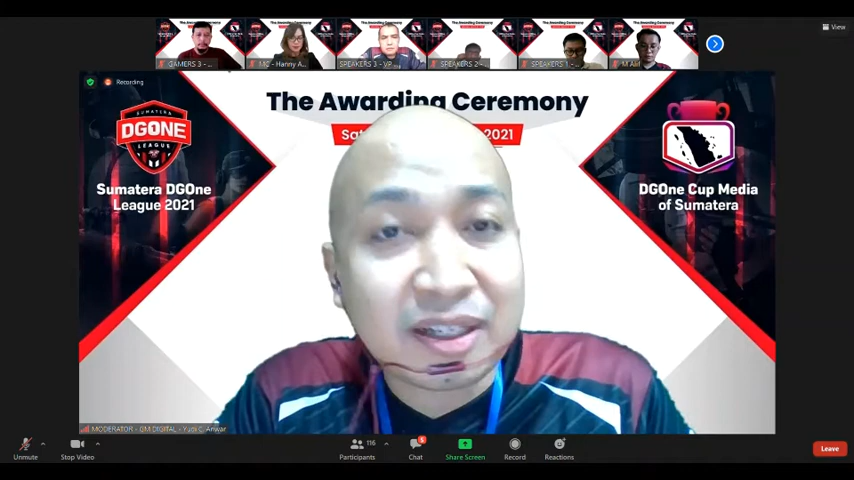 View
GAMERS 3 - ...
MC - Hanny A...
SPEAKERS 3 - VP...
SPEAKERS 2 - ...
SPEAKERS 1 - ...
M Alif
Recording
The Awarding Ceremony
2021
SUMATERA
DGONE
LEAGUE
Sumatera DGOne
League 2021
DGOne Cup Media
of Sumatera
MODERATOR - GM DIGITAL - Yudi C. Anwar
116
5
Unmute
Stop Video
Participants
Chat
Share Screen
Record
Reactions
Leave